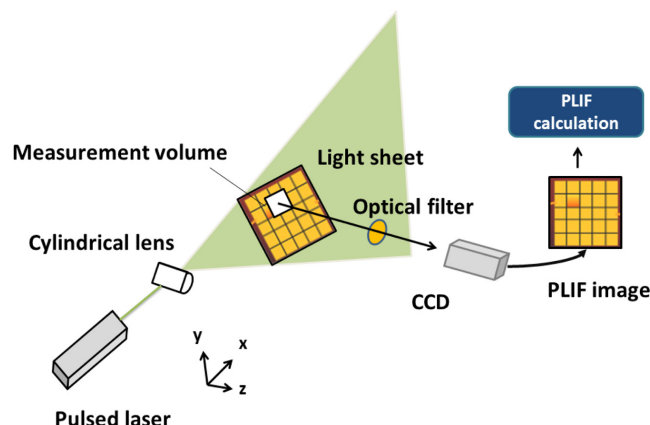 PLIF
calculation
Measurement volume
Light sheet
Optical filter
Cylindrical lens
CCD
PLIF image
y
x
z
Pulsed laser